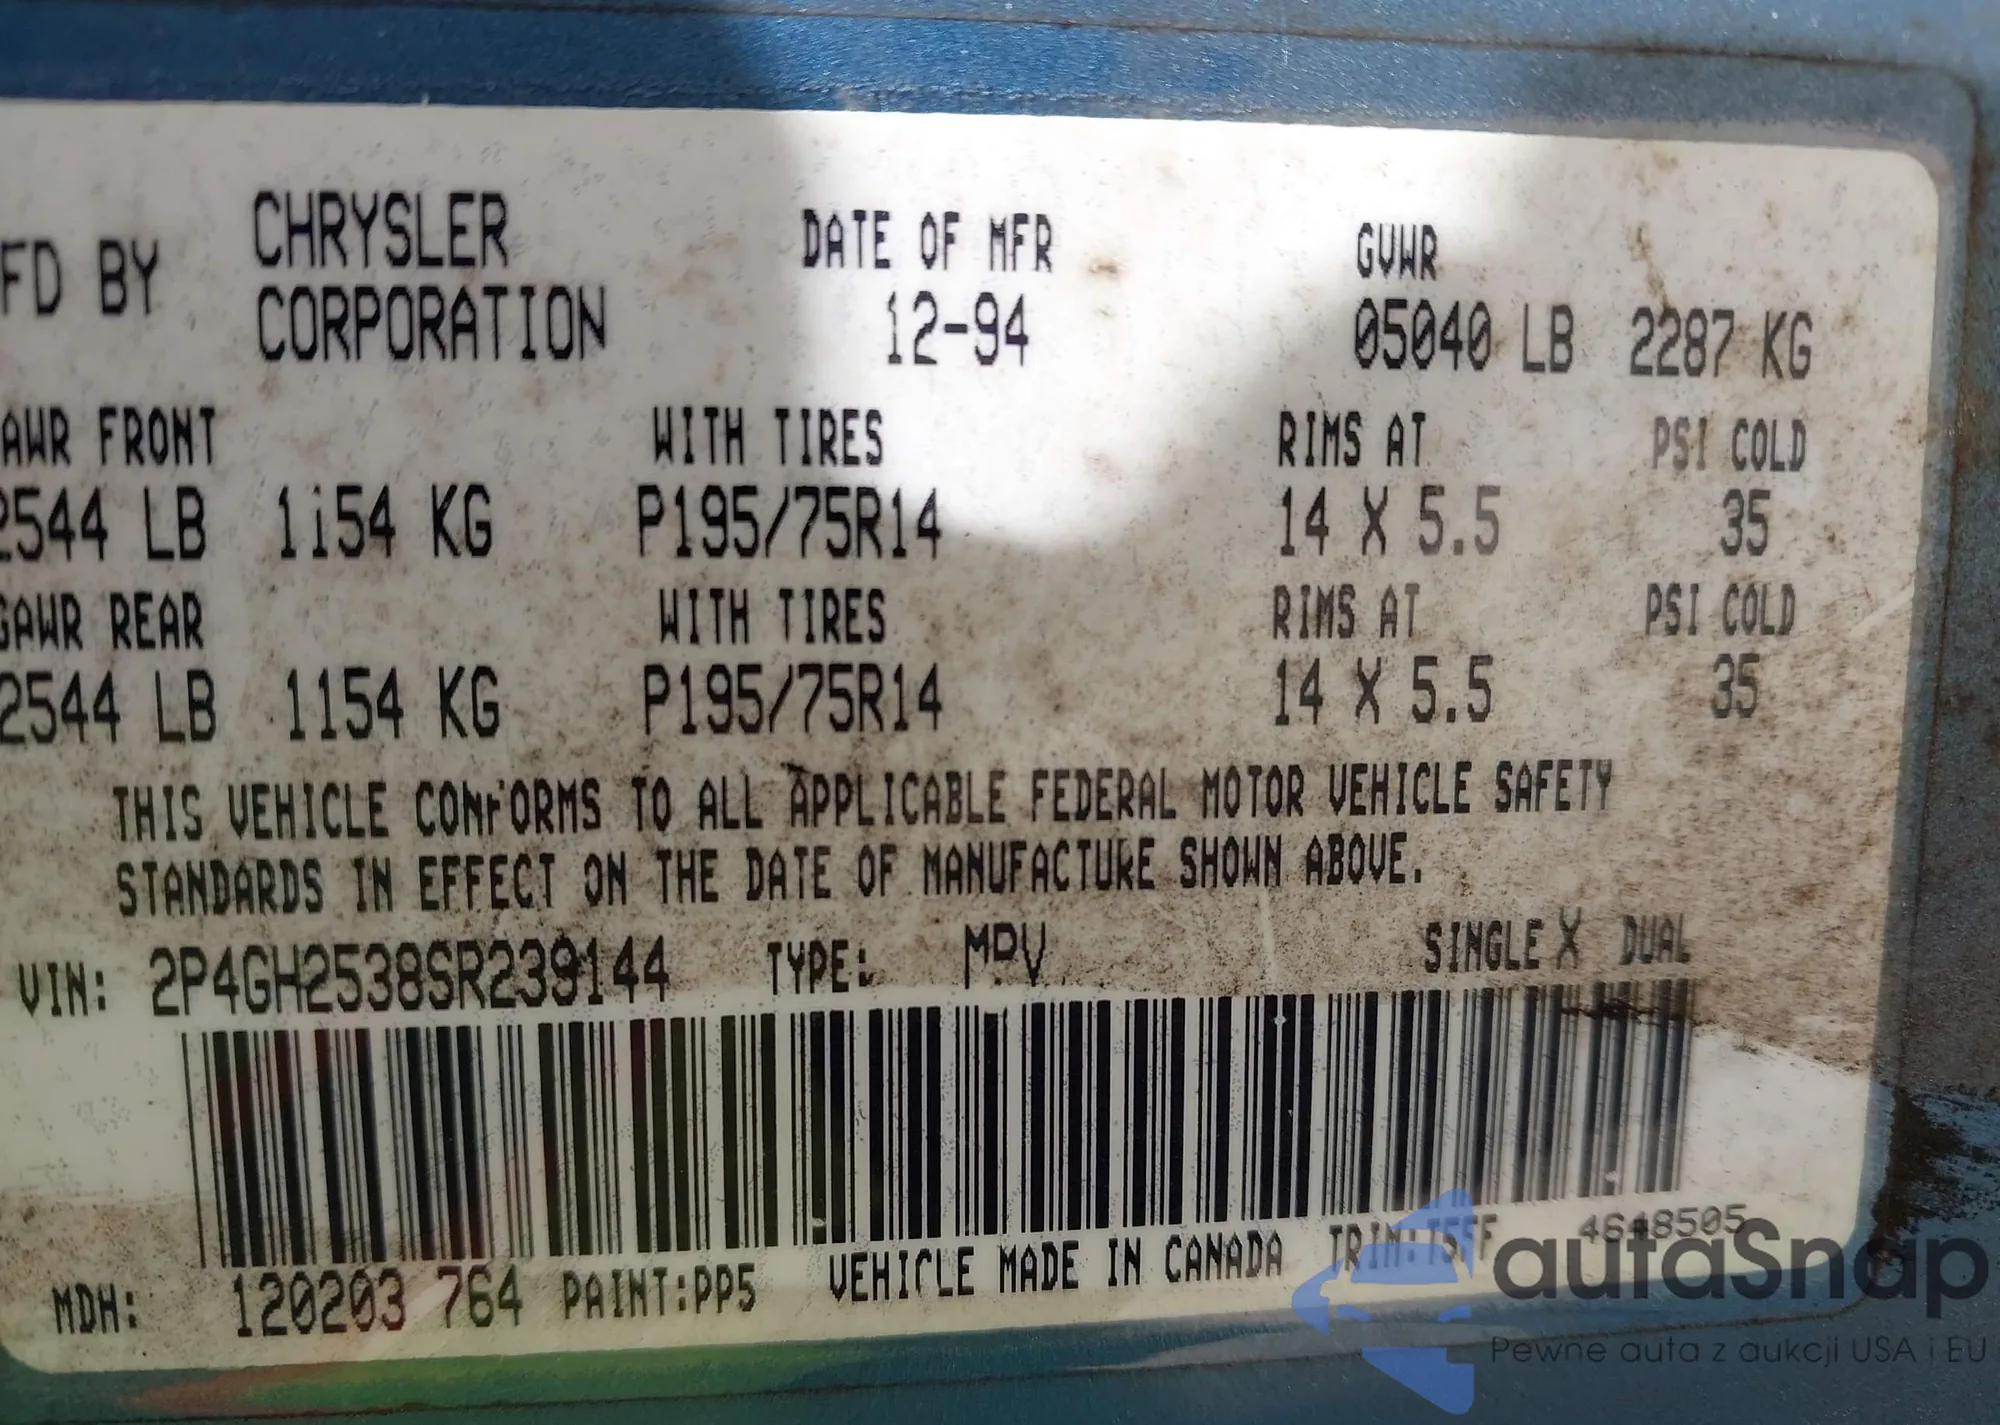 FD BY CHRYSLER CORPORATION
DATE OF MFR
12-94
GVWR
05040 LB 2287 KG
AWR FRONT WITH TIRES RIMS AT PSI COLD
2544 LB 1154 KG P195/75R14 14 X 5.5 35
GAWR REAR WITH TIRES RIMS AT PSI COLD
2544 LB 1154 KG P195/75R14 14 X 5.5 35
THIS VEHICLE CONFORMS TO ALL APPLICABLE FEDERAL MOTOR VEHICLE SAFETY
STANDARDS IN EFFECT ON THE DATE OF MANUFACTURE SHOWN ABOVE.
VIN: 2P4GH2538SR239144 TYPE: MPV SINGLE X DUAL
MDH: 120203 764 PAINT:PP5 VEHICLE MADE IN CANADA TRIM: 4648505
autaSnap
Pewne auta z aukcji USA i EU